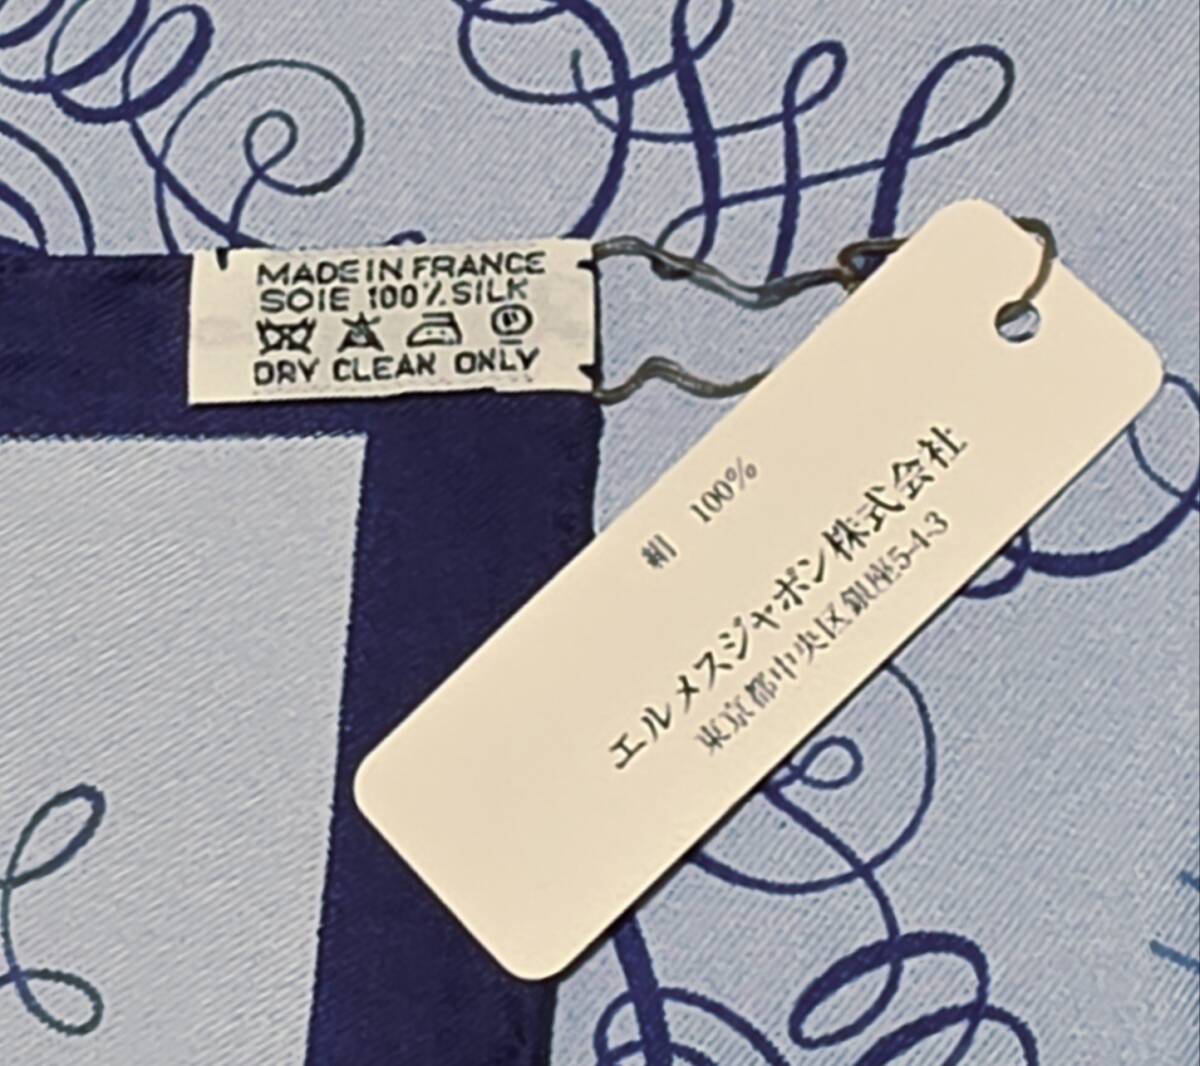 MADE IN FRANCE
SOIE 100% SILK
DRY CLEAN ONLY
絹 100%
エルメスジャポン株式会社
東京都中央区銀座5-4-3